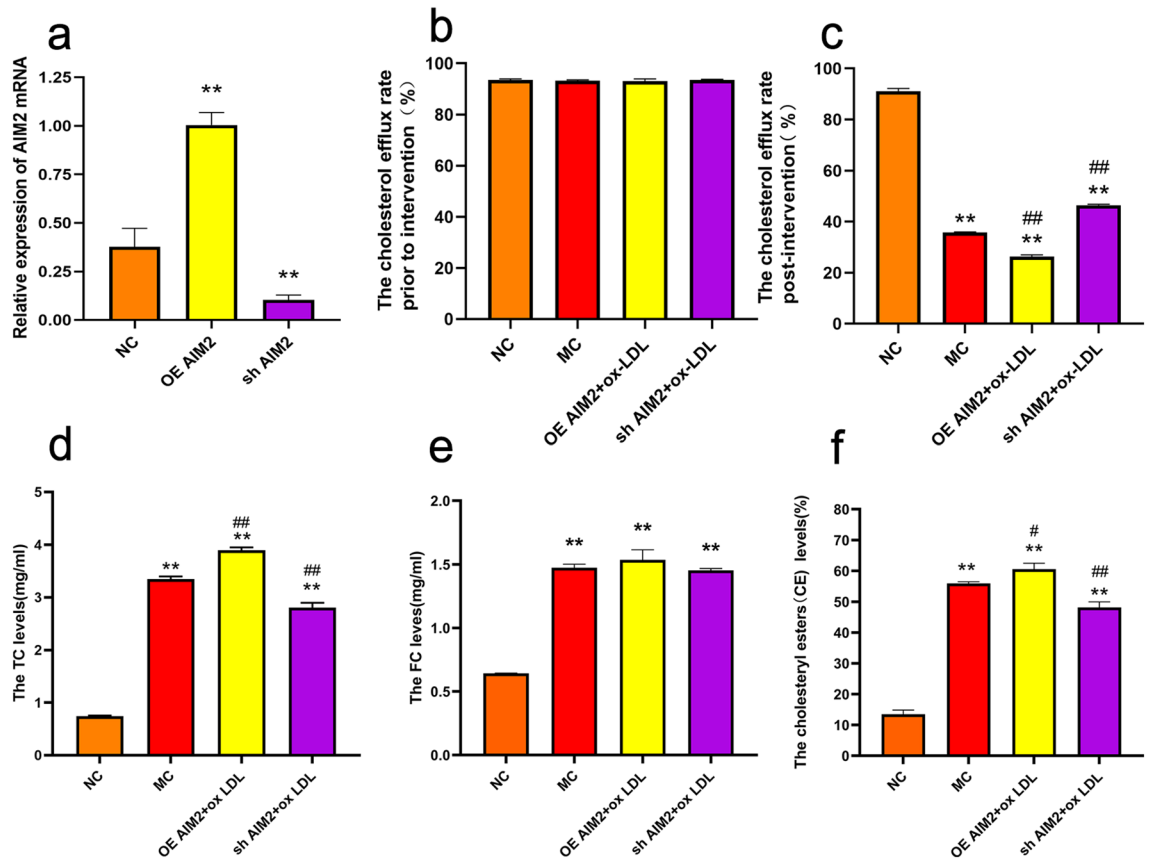 a
Relative expression of AIM2 mRNA
1.25
1.00
0.75
0.50
0.25
0.00
**
**
NC
OE AIM2
sh AIM2
b
The cholesterol efflux rate
prior to intervention（%）
100
80
60
40
20
0
NC
MC
OE AIM2+ox-LDL
sh AIM2+ox-LDL
c
The cholesterol efflux rate
post-intervention（%）
100
80
60
40
20
0
**
##
**
##
**
NC
MC
OE AIM2+ox-LDL
sh AIM2+ox-LDL
d
The TC levels(mg/ml)
5
4
3
2
1
0
**
##
**
##
**
NC
MC
OE AIM2+ox LDL
sh AIM2+ox LDL
e
The FC leves(mg/ml)
2.0
1.5
1.0
0.5
0.0
**
**
**
NC
MC
OE AIM2+ox LDL
sh AIM2+ox LDL
f
The cholesteryl esters（CE）levels(%)
80
70
60
50
40
30
20
10
0
**
#
**
##
**
NC
MC
OE AIM2+ox LDL
sh AIM2+ox LDL